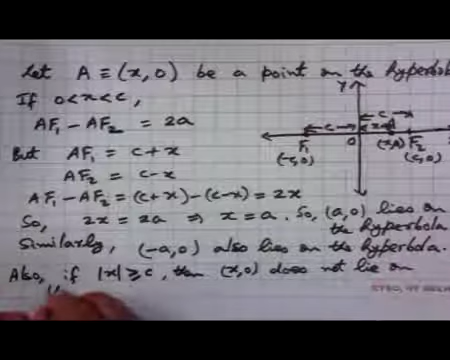 Let A ≡ (x, 0) be a point on the hyperbol
If 0<x<c,
AF₁ - AF₂ = 2a
But AF₁ = c+x
AF₂ = c-x
AF₁ - AF₂ = (c+x)-(c-x) = 2x
So, 2x = 2a ⇒ x = a. So, (a,0) lies on
the hyperbola.
Similarly, (-a,0) also lies on the hyperbola.
Also, if |x| ≥ c, then (x,0) does not lie on
Y
c
c
x
A
F₁
O
(x,0)
F₂
(-c,0)
(c,0)